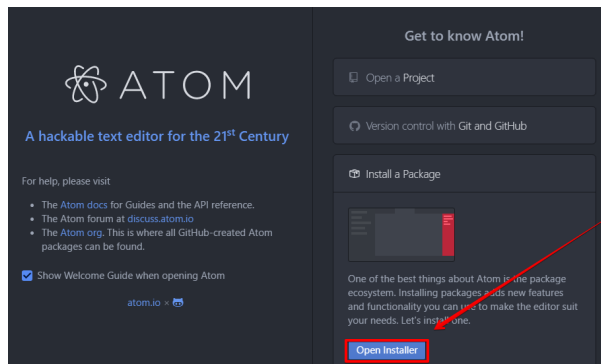 ATOM
A hackable text editor for the 21st Century
For help, please visit
• The Atom docs for Guides and the API reference.
• The Atom forum at discuss.atom.io
• The Atom org. This is where all GitHub-created Atom
packages can be found.
Show Welcome Guide when opening Atom
atom.io ×
Get to know Atom!
Open a Project
Version control with Git and GitHub
Install a Package
One of the best things about Atom is the package
ecosystem. Installing packages adds new features
and functionality you can use to make the editor suit
your needs. Let's install one.
Open Installer